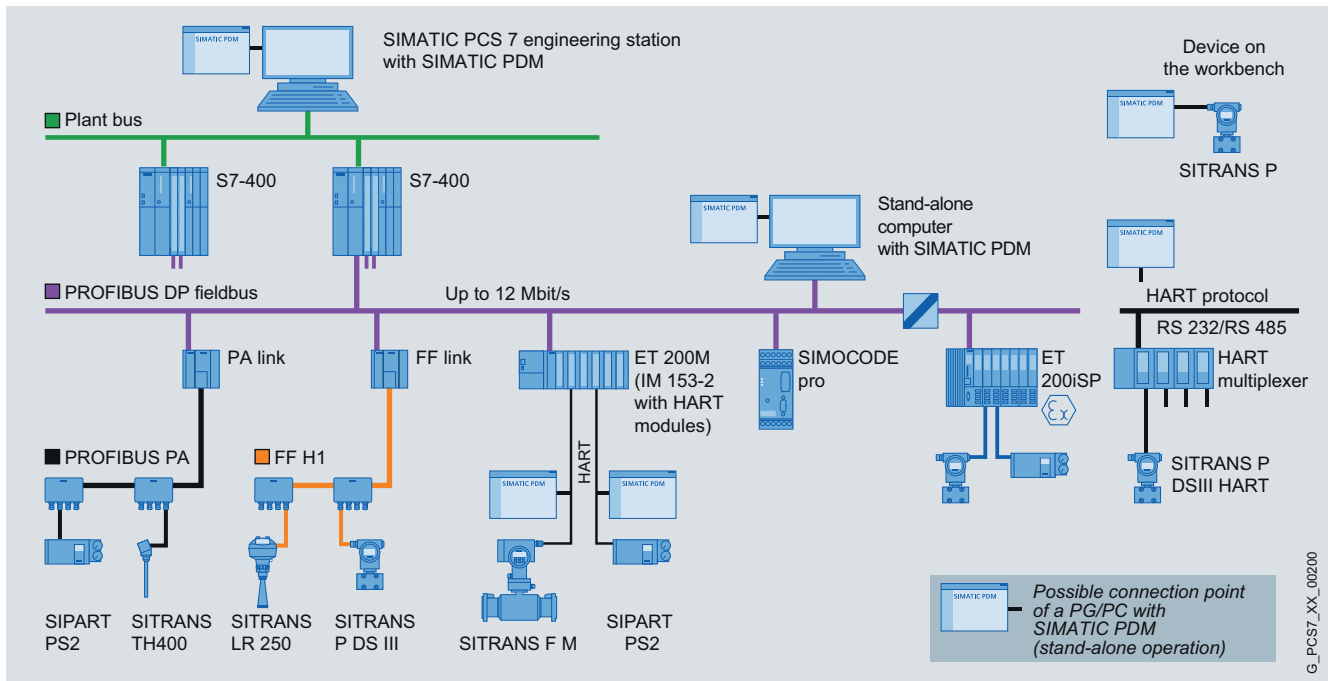 SIMATIC PDM
SIMATIC PCS 7 engineering station
with SIMATIC PDM
Device on
the workbench
SIMATIC PDM
SITRANS P
Plant bus
S7-400
S7-400
SIMATIC PDM
Stand-alone
computer
with SIMATIC PDM
SIMATIC PDM
PROFIBUS DP fieldbus
Up to 12 Mbit/s
HART protocol
RS 232/RS 485
HART
multiplexer
PA link
FF link
ET 200M
(IM 153-2
with HART
modules)
SIMOCODE
pro
ET
200iSP
Ex
PROFIBUS PA
FF H1
HART
SIMATIC PDM
SIMATIC PDM
SITRANS P
DSIII HART
SIPART
PS2
SITRANS
TH400
SITRANS
LR 250
SITRANS
P DS III
SITRANS F M
SIPART
PS2
SIMATIC PDM
Possible connection point
of a PG/PC with
SIMATIC PDM
(stand-alone operation)
G_PCS7_XX_00200